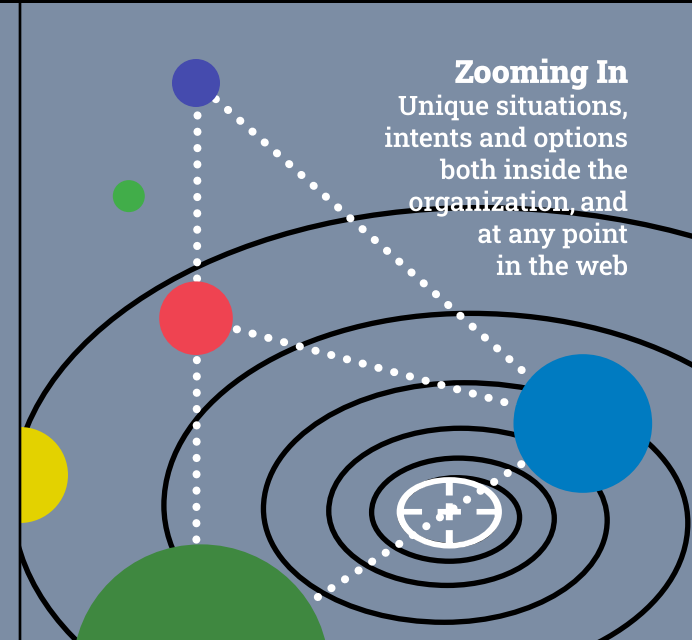 Zooming In
Unique situations,
intents and options
both inside the
organization, and
at any point
in the web